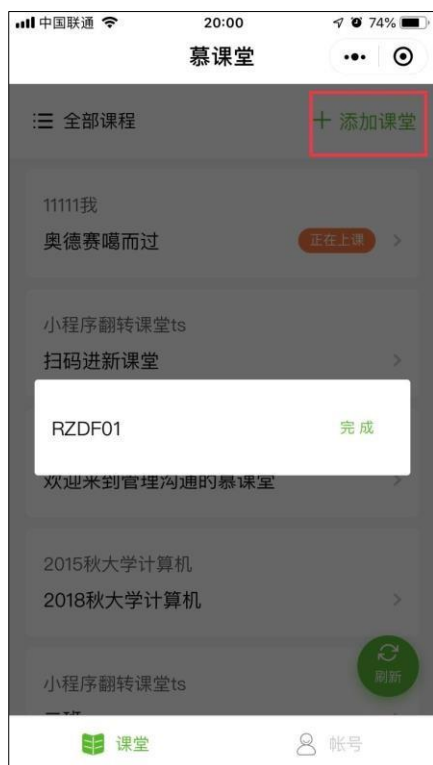 中国联通 20:00 74%
慕课堂
全部课程 + 添加课堂
11111我
奥德赛噶而过 正在上课
小程序翻转课堂ts
扫码进新课堂
RZDF01 完成
欢迎来到管理沟通的慕课堂
2015秋大学计算机
2018秋大学计算机
刷新
小程序翻转课堂ts
课堂 帐号